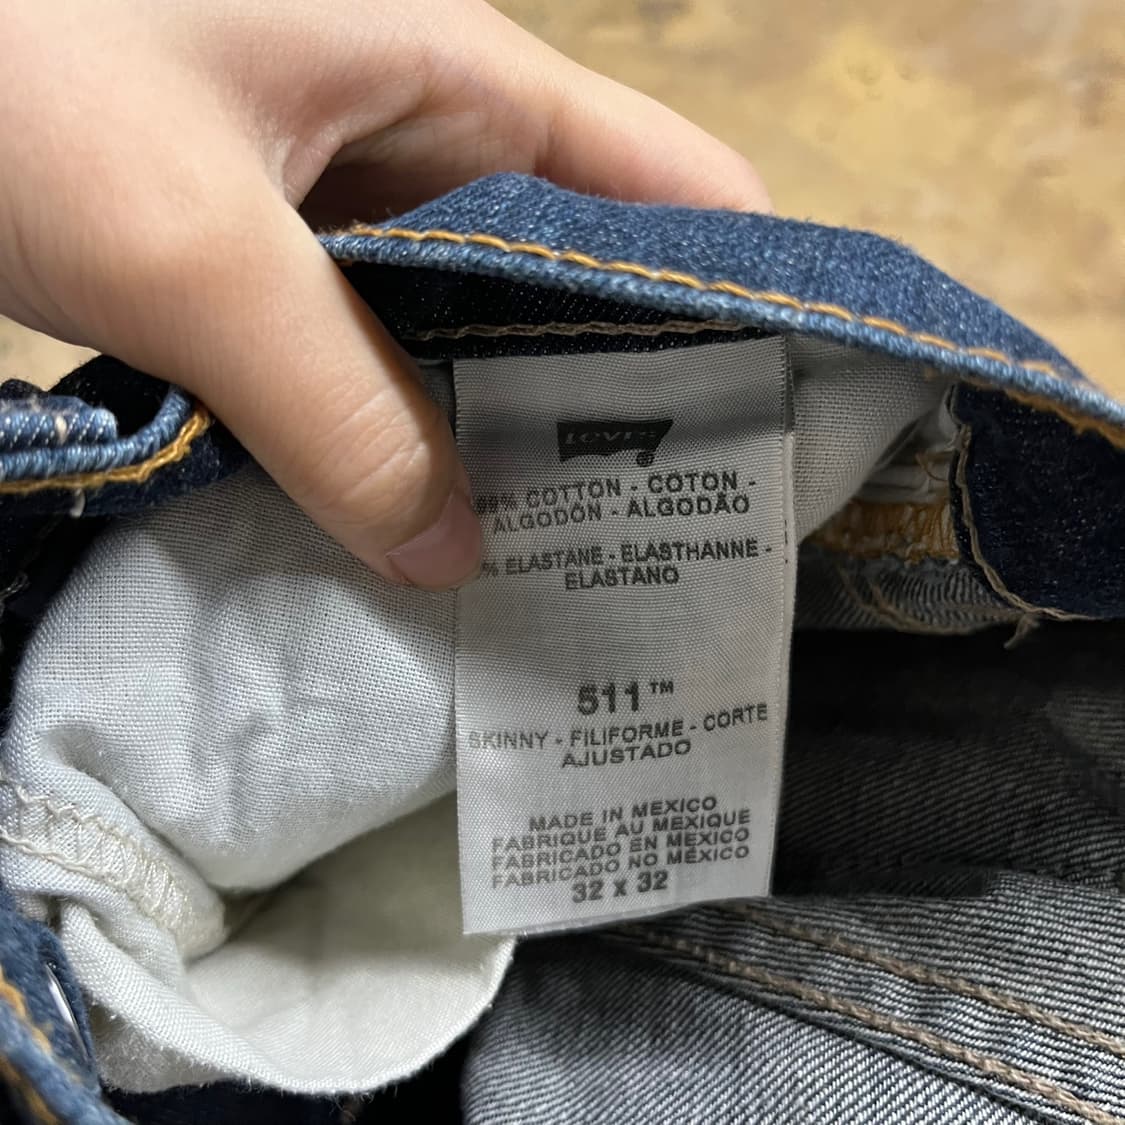 LEVI'S
99% COTTON - COTON -
ALGODÓN - ALGODÃO
% ELASTANE - ELASTHANNE -
ELASTANO
511™
SKINNY - FILIFORME - CORTE
AJUSTADO
MADE IN MEXICO
FABRIQUE AU MEXIQUE
FABRICADO EN MEXICO
FABRICADO NO MÉXICO
32 x 32